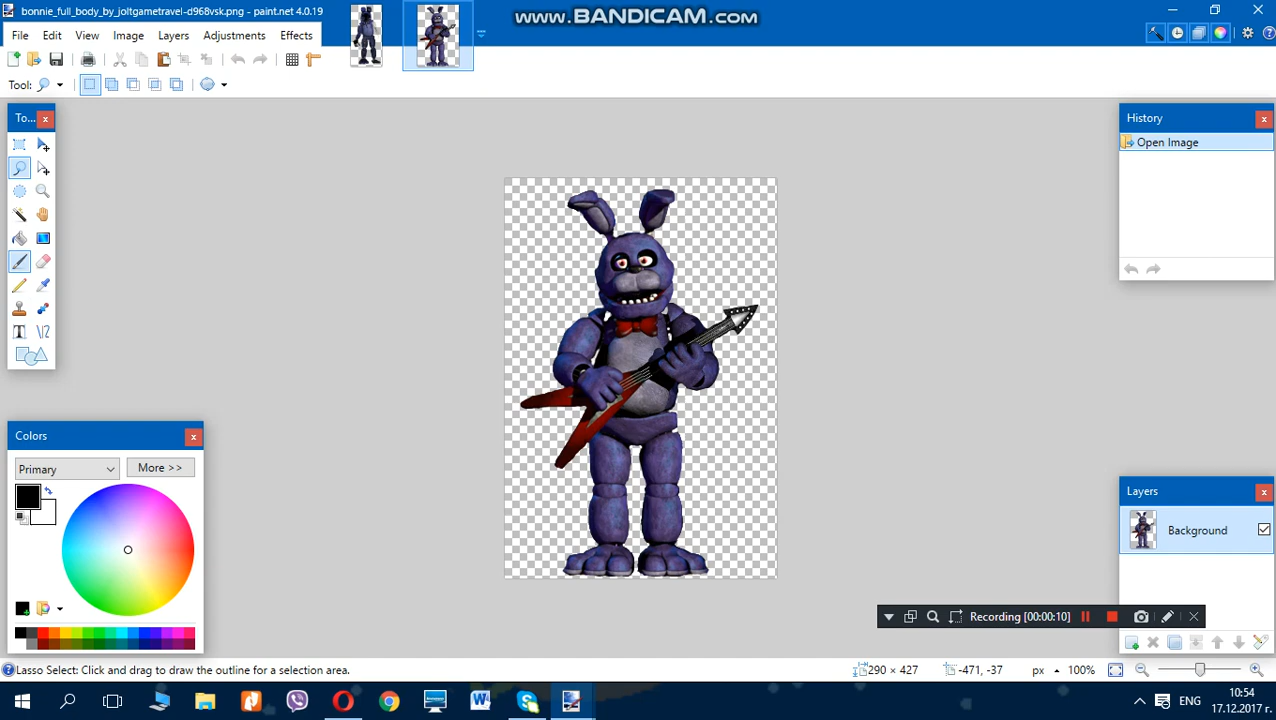 bonnie_full_body_by_joltgametravel-d968vsk.png - paint.net 4.0.19
www.BANDICAM.com
File Edit View Image Layers Adjustments Effects
Tool:
To...
History
Open Image
Colors
Primary
More >>
Layers
Background
Recording [00:00:10]
Lasso Select: Click and drag to draw the outline for a selection area.
290 × 427
-471, -37
px
100%
ENG
10:54
17.12.2017 г.